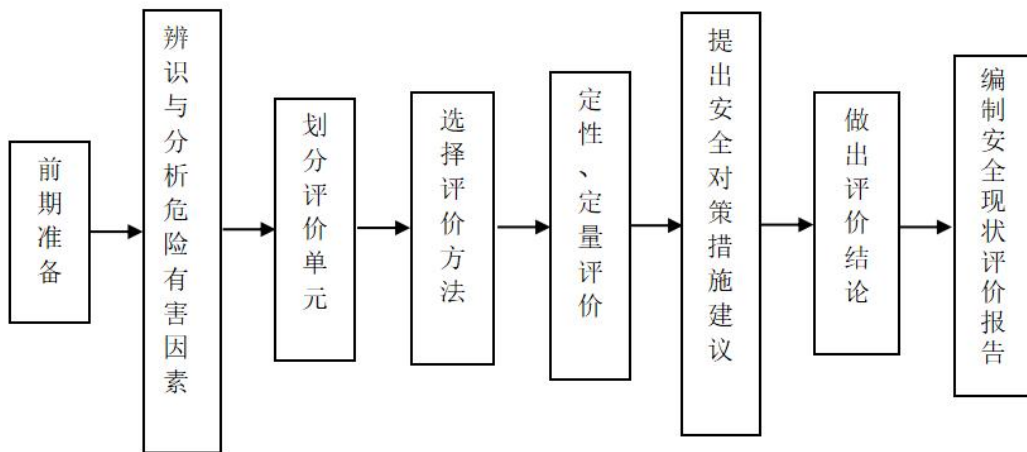 前期准备
辨识与分析危险有害因素
划分评价单元
选择评价方法
定性、定量评价
提出安全对策措施建议
做出评价结论
编制安全现状评价报告